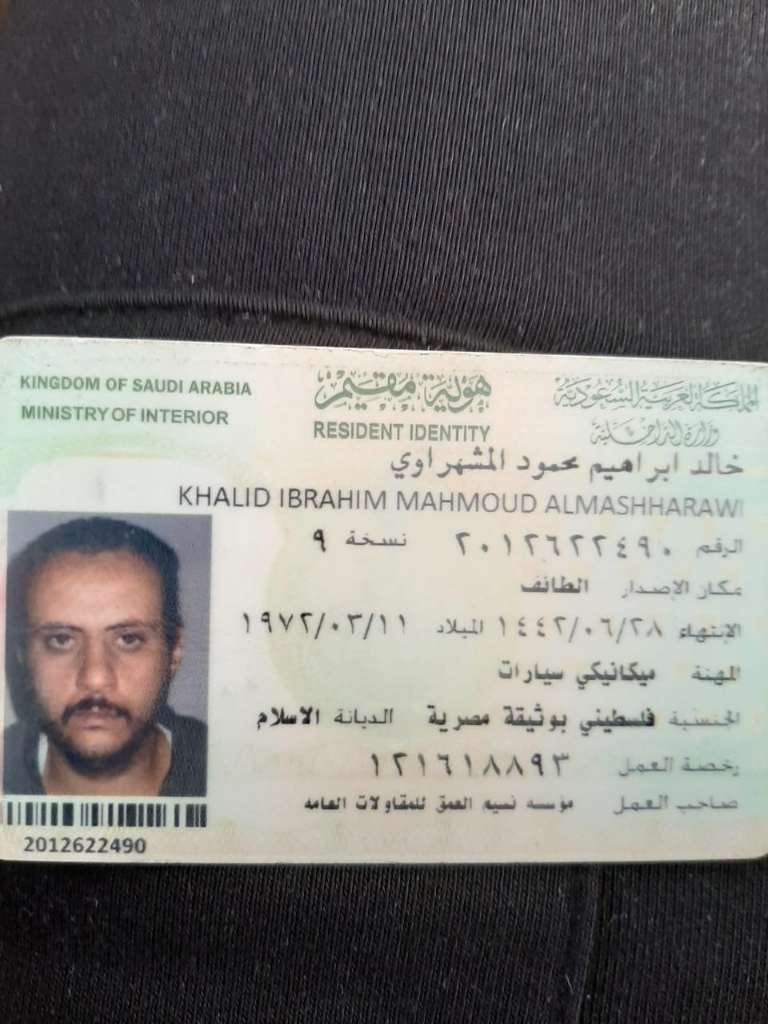 KINGDOM OF SAUDI ARABIA
MINISTRY OF INTERIOR
هوية مقيم
RESIDENT IDENTITY
المملكة العربية السعودية
وزارة الداخلية
خالد ابراهيم محمود المشهراوي
KHALID IBRAHIM MAHMOUD ALMASHHARAWI
الرقم ٢٠١٢٦٢٢٤٩٠ نسخة ٩
مكان الإصدار الطائف
الإنتهاء ١٤٤٢/٠٦/٢٨ الميلاد ١٩٧٢/٠٣/١١
المهنة ميكانيكي سيارات
الجنسية فلسطيني بوثيقة مصرية الديانة الاسلام
رخصة العمل ١٢١٦١٨٨٩٣
صاحب العمل مؤسسه نسيم العمق للمقاولات العامه
2012622490